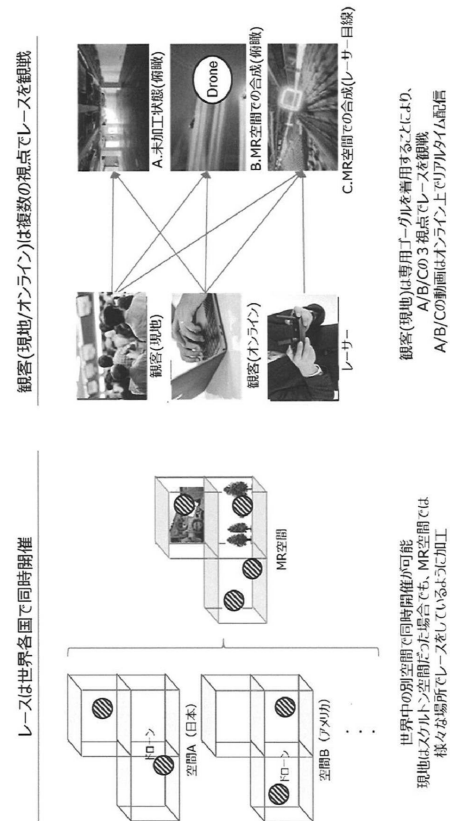 レースは世界各国で同時開催
ドローン
空間A (日本)
ドローン
空間B (アメリカ)
・・・
MR空間
世界中の別空間で同時開催が可能
現地はスケルトン空間だった場合でも、MR空間では
様々な場所でレースをしているように加工
観客(現地/オンライン)は複数の視点でレースを観戦
観客(現地)
観客(オンライン)
レーサー
A.未加工状態(俯瞰)
Drone
B.MR空間での合成(俯瞰)
C.MR空間での合成(レーサー目線)
観客(現地)は専用ゴーグルを着用することにより、
A/B/Cの3視点でレースを観戦
A/B/Cの動画はオンライン上でリアルタイム配信